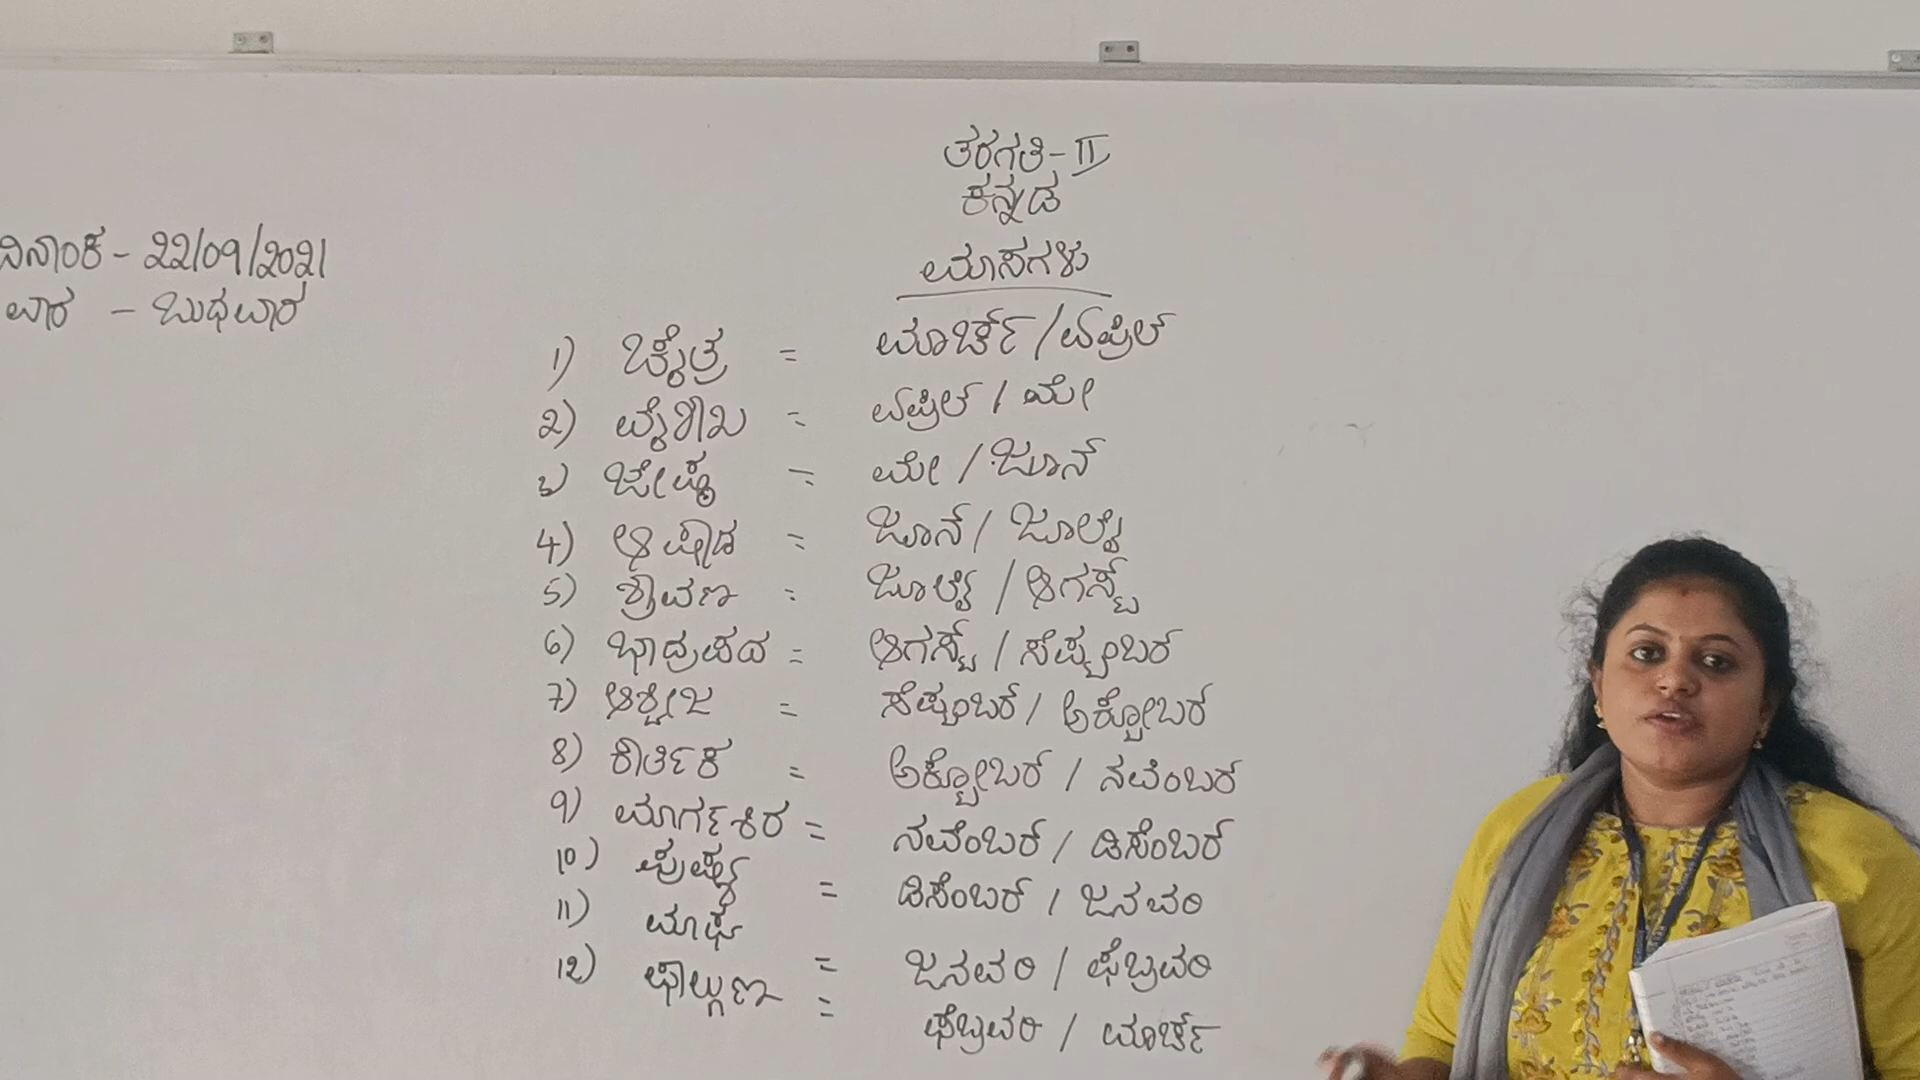 ತರಗತಿ - II
ಕನ್ನಡ
ಮಾಸಗಳು
ದಿನಾಂಕ - 22/09/2021
ವಾರ - ಬುಧವಾರ
1) ಚೈತ್ರ = ಮಾರ್ಚ್ / ಏಪ್ರಿಲ್
2) ವೈಶಾಖ = ಏಪ್ರಿಲ್ / ಮೇ
3) ಜೇಷ್ಠ = ಮೇ / ಜೂನ್
4) ಆಷಾಡ = ಜೂನ್ / ಜೂಲೈ
5) ಶ್ರಾವಣ = ಜೂಲೈ / ಆಗಸ್ಟ್
6) ಭಾದ್ರಪದ = ಆಗಸ್ಟ್ / ಸೆಪ್ಟೆಂಬರ್
7) ಆಶ್ವೀಜ = ಸೆಪ್ಟೆಂಬರ್ / ಅಕ್ಟೋಬರ್
8) ಕಾರ್ತಿಕ = ಅಕ್ಟೋಬರ್ / ನವೆಂಬರ್
9) ಮಾರ್ಗಶಿರ = ನವೆಂಬರ್ / ಡಿಸೆಂಬರ್
10) ಪುಷ್ಯ = ಡಿಸೆಂಬರ್ / ಜನವರಿ
11) ಮಾಘ = ಜನವರಿ / ಫೆಬ್ರವರಿ
12) ಫಾಲ್ಗುಣ = ಫೆಬ್ರವರಿ / ಮಾರ್ಚ್